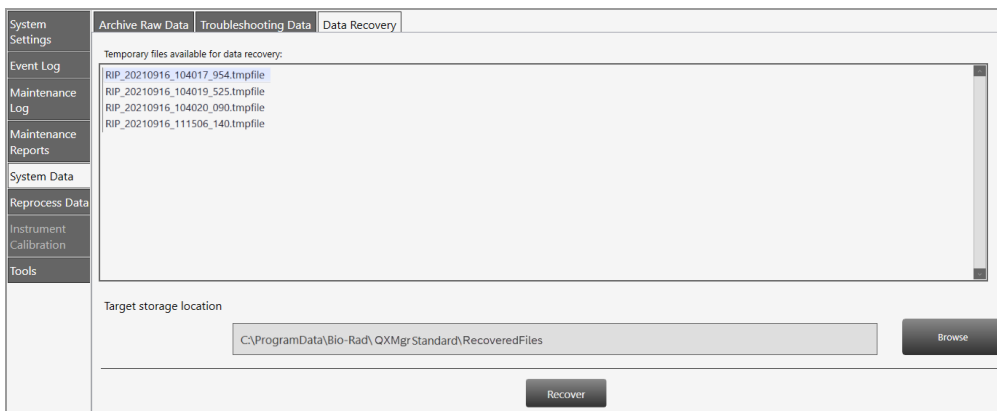 System
Settings
Event Log
Maintenance
Log
Maintenance
Reports
System Data
Reprocess Data
Instrument
Calibration
Tools
Archive Raw Data
Troubleshooting Data
Data Recovery
Temporary files available for data recovery:
RIP_20210916_104017_954.tmpfile
RIP_20210916_104019_525.tmpfile
RIP_20210916_104020_090.tmpfile
RIP_20210916_111506_140.tmpfile
Target storage location
C:\ProgramData\Bio-Rad\QXMgrStandard\RecoveredFiles
Browse
Recover